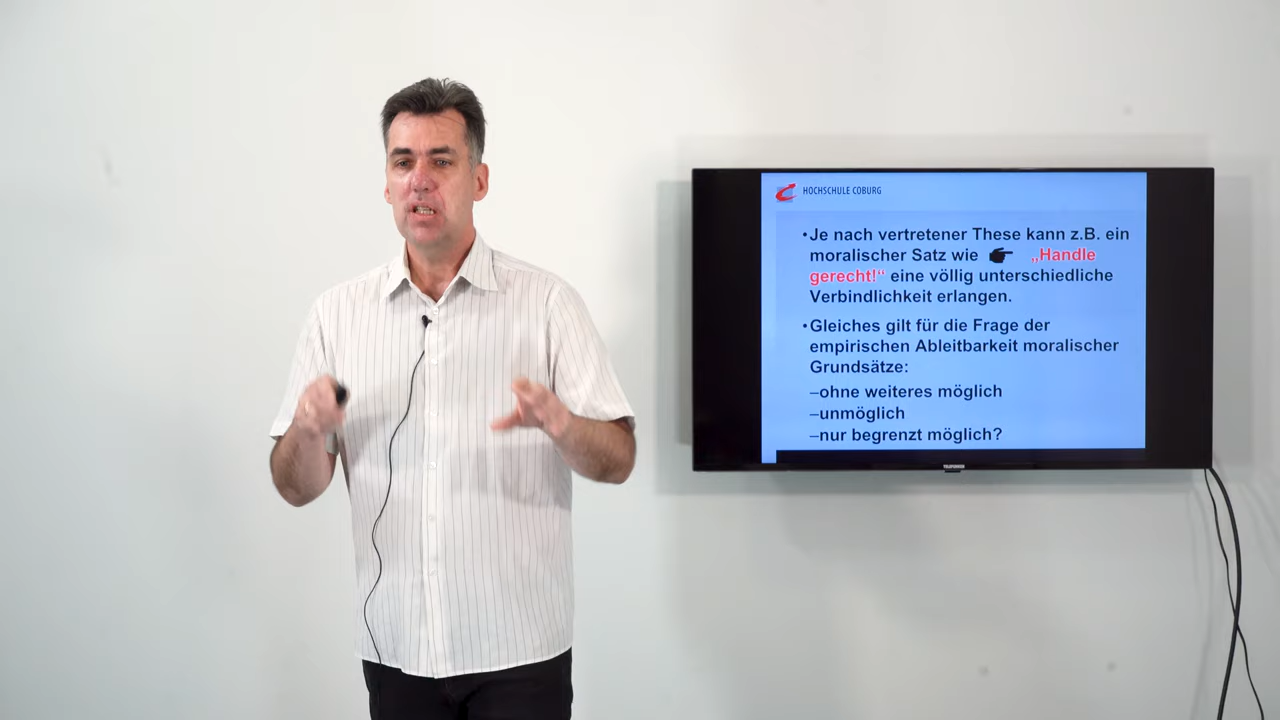 HOCHSCHULE COBURG
•Je nach vertretener These kann z.B. ein
moralischer Satz wie ☛ „Handle
gerecht!“ eine völlig unterschiedliche
Verbindlichkeit erlangen.
•Gleiches gilt für die Frage der
empirischen Ableitbarkeit moralischer
Grundsätze:
–ohne weiteres möglich
–unmöglich
–nur begrenzt möglich?
TELEFUNKEN